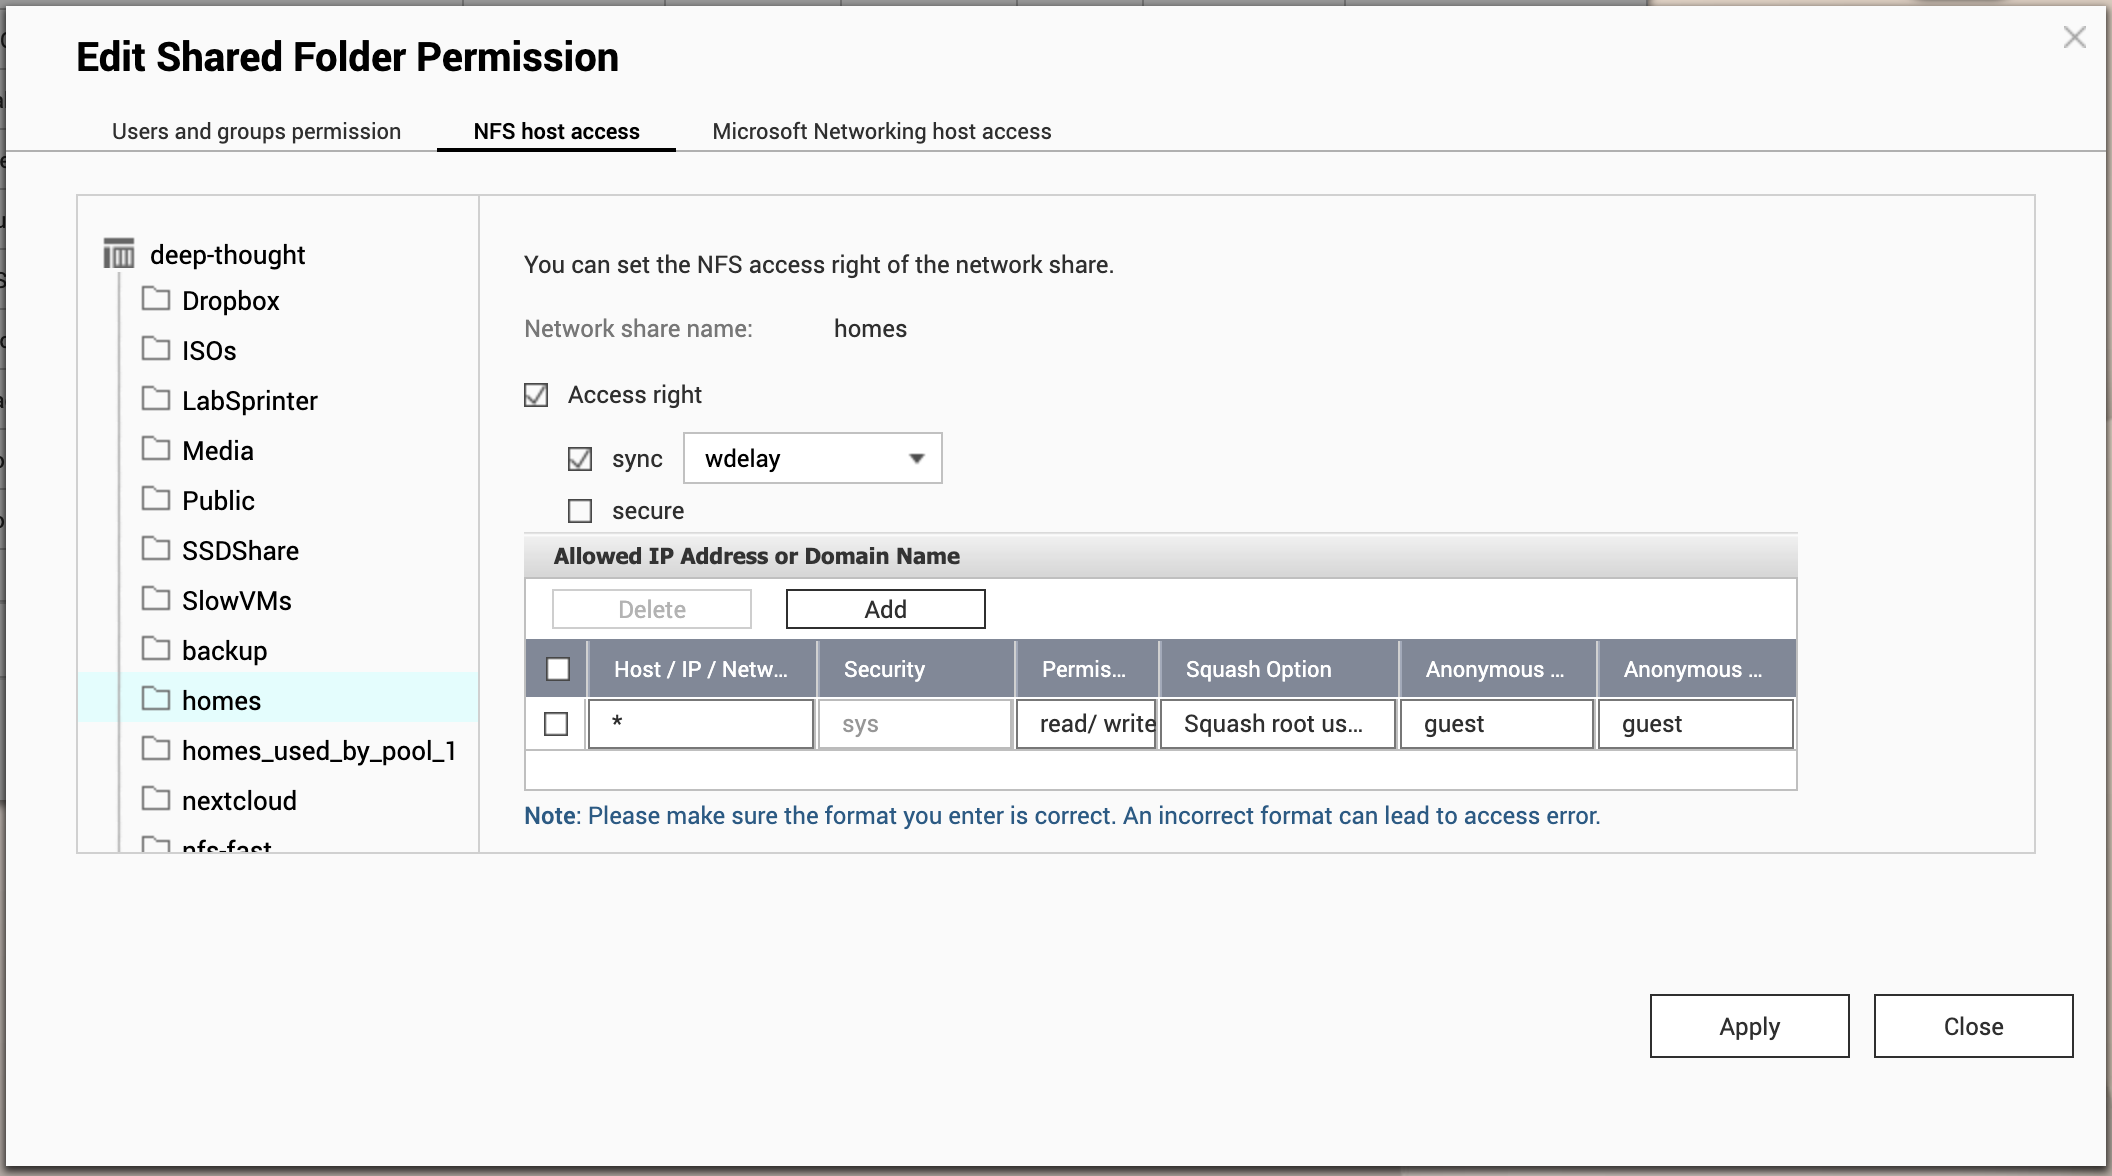 Edit Shared Folder Permission
Users and groups permission NFS host access Microsoft Networking host access
deep-thought
Dropbox
ISOs
LabSprinter
Media
Public
SSDShare
SlowVMs
backup
homes
homes_used_by_pool_1
nextcloud
nfs-fast
You can set the NFS access right of the network share.
Network share name: homes
Access right
sync wdelay
secure
Allowed IP Address or Domain Name
Delete Add
Host / IP / Netw... Security Permis... Squash Option Anonymous ... Anonymous ...
* sys read/ write Squash root us... guest guest
Note: Please make sure the format you enter is correct. An incorrect format can lead to access error.
Apply Close